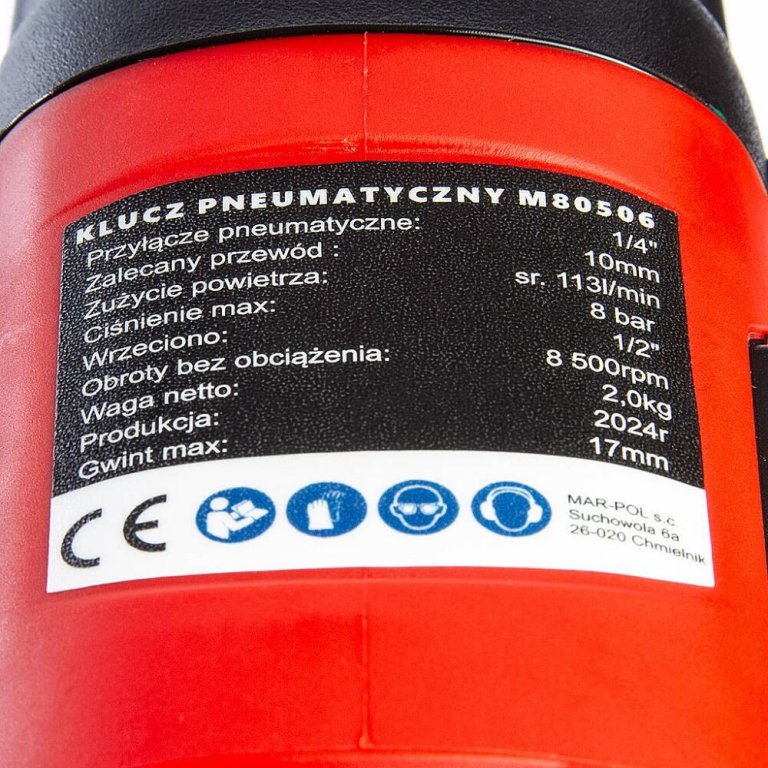 KLUCZ PNEUMATYCZNY M80506
Przyłącze pneumatyczne: 1/4"
Zalecany przewód : 10mm
Zużycie powietrza: sr. 113l/min
Ciśnienie max: 8 bar
Wrzeciono: 1/2"
Obroty bez obciążenia: 8 500rpm
Waga netto: 2,0kg
Produkcja: 2024r
Gwint max: 17mm
CE
MAR-POL s.c
Suchowola 6a
26-020 Chmielnik